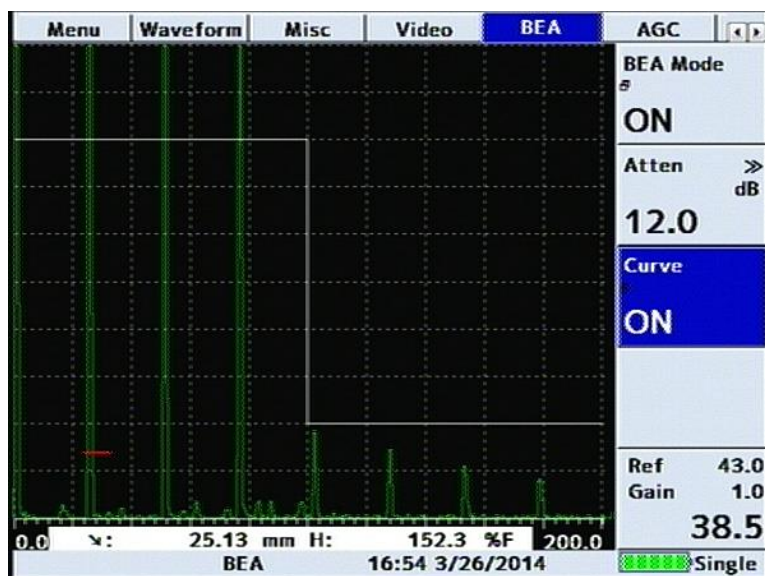 Menu Waveform Misc Video BEA AGC
BEA Mode
ON
Atten
dB
12.0
Curve
ON
Ref 43.0
Gain 1.0
38.5
0.0 : 25.13 mm H: 152.3 %F 200.0
BEA 16:54 3/26/2014 Single